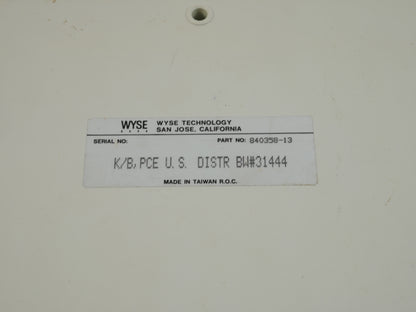 WYSE WYSE TECHNOLOGY
SAN JOSE, CALIFORNIA
SERIAL NO: PART NO: 840358-13
K/B, PCE U.S. DISTR BW#31444
MADE IN TAIWAN R.O.C.